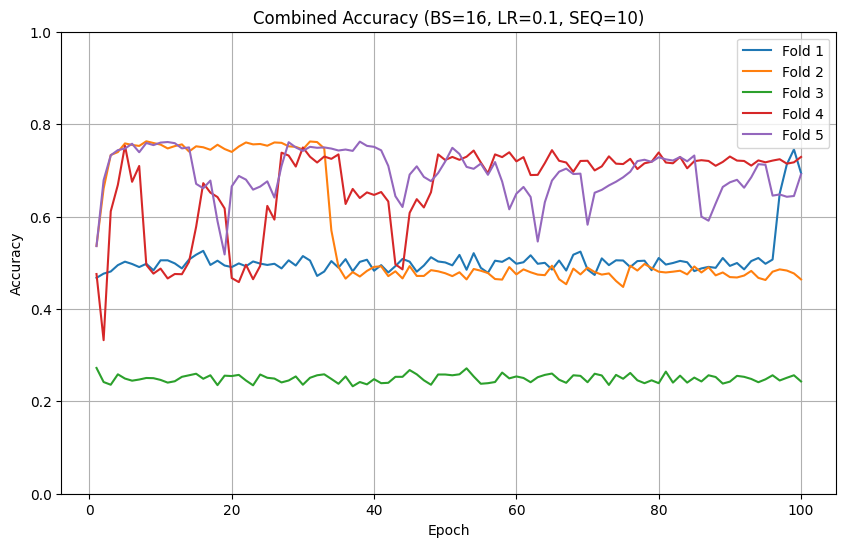 Combined Accuracy (BS=16, LR=0.1, SEQ=10)
1.0
0.8
0.6
0.4
0.2
0.0
Accuracy
Fold 1
Fold 2
Fold 3
Fold 4
Fold 5
0 20 40 60 80 100
Epoch